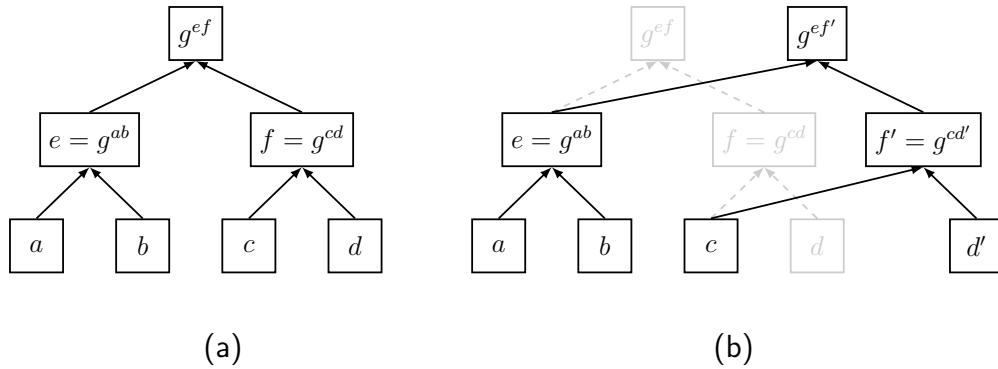 g^{ef}
e = g^{ab}
f = g^{cd}
a
b
c
d
(a)
g^{ef}
g^{ef'}
e = g^{ab}
f = g^{cd}
f' = g^{cd'}
a
b
c
d
d'
(b)